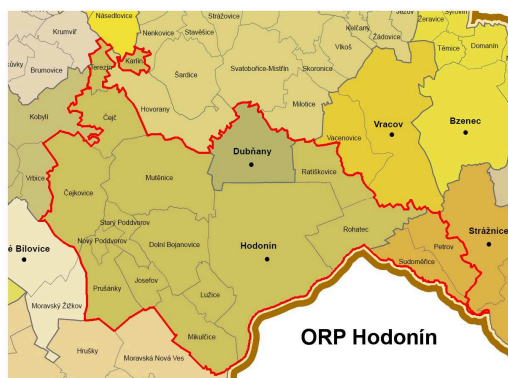 Krumvíř
Násedlovice
Nenkovice
Stavěšice
Strážovice
Kelčany
Žádovice
Vlkoš
Žeravice
Těmice
Domanín
Brumovice
Terezín
Karlín
Šardice
Svatobořice-Mistřín
Skoronice
Kobylí
Čejč
Hovorany
Milotice
Vracov
Bzenec
Dubňany
Vacenovice
Vrbice
Čejkovice
Mutěnice
Ratíškovice
Starý Poddvorov
Nový Poddvorov
Dolní Bojanovice
Hodonín
Rohatec
Petrov
Strážnice
é Bílovice
Sudoměřice
Moravský Žižkov
Prušánky
Josefov
Lužice
Mikulčice
Hrušky
Moravská Nová Ves
ORP Hodonín